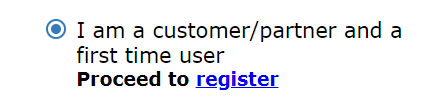 I am a customer/partner and a
first time user
Proceed to register